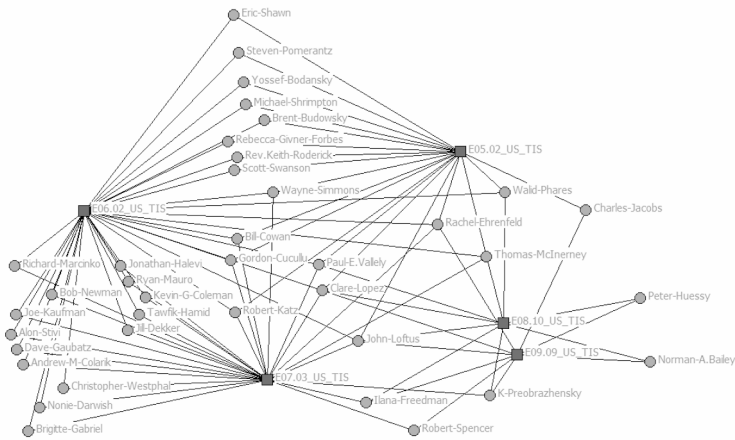 Eric-Shawn
Steven-Pomerantz
Yossef-Bodansky
Michael-Shrimpton
Brent-Budowsky
Rebecca-Givner-Forbes
E05.02_US_TIS
Rev.Keith-Roderick
Scott-Swanson
Wayne-Simmons
Wald-Phares
E06.02_US_TIS
Charles-Jacobs
Rachel-Ehrenfeld
Bill-Cowan
Thomas-McInerney
Gordon-Cucullu
Paul-E.Vallely
Richard-Marcinko
Jonathan-Halevi
Ryan-Mauro
Clare-Lopez
Bob-Newman
Kevin-G-Coleman
Peter-Huessy
Joe-Kaufman
Tawfik-Hamid
Robert-Katz
E08.10_US_TIS
Alon-Stivi
Jill-Dekker
John-Loftus
Dave-Gaubatz
E09.09_US_TIS
Andrew-M-Colarik
Norman-A.Bailey
E07.03_US_TIS
Christopher-Westphal
K-Preobrazhensky
Ilana-Freedman
Nonie-Darwish
Brigitte-Gabriel
Robert-Spencer